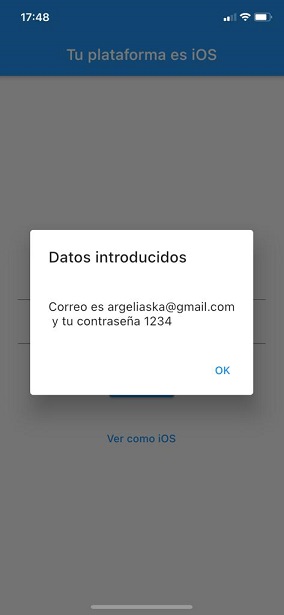 17:48
Tu plataforma es iOS
Datos introducidos
Correo es argeliaska@gmail.com
y tu contraseña 1234
OK
Ver como iOS